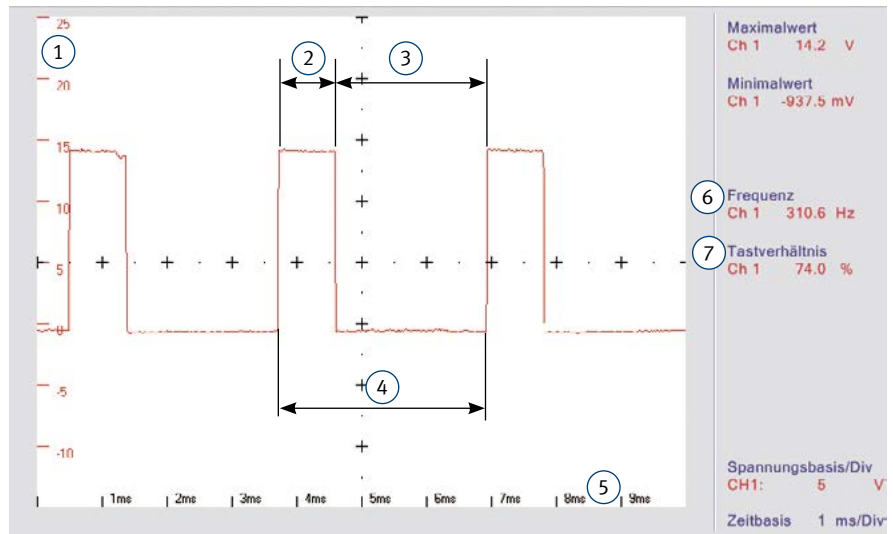 25
1
20
15
10
5
0
-5
-10
2
3
4
1ms 2ms 3ms 4ms 5ms 6ms 7ms 8ms 9ms
5
Maximalwert
Ch 1 14.2 V
Minimalwert
Ch 1 -937.5 mV
6
Frequenz
Ch 1 310.6 Hz
7
Tastverhältnis
Ch 1 74.0 %
Spannungsbasis/Div
CH1: 5 V
Zeitbasis 1 ms/Div